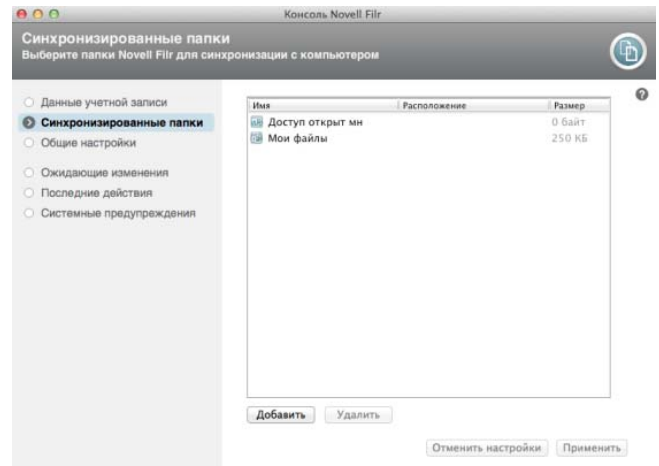 Консоль Novell Filr
Синхронизированные папки
Выберите папки Novell Filr для синхронизации с компьютером
Данные учетной записи
Синхронизированные папки
Общие настройки
Ожидающие изменения
Последние действия
Системные предупреждения
Имя Расположение Размер
Доступ открыт мн 0 байт
Мои файлы 250 КБ
Добавить Удалить
Отменить настройки Применить